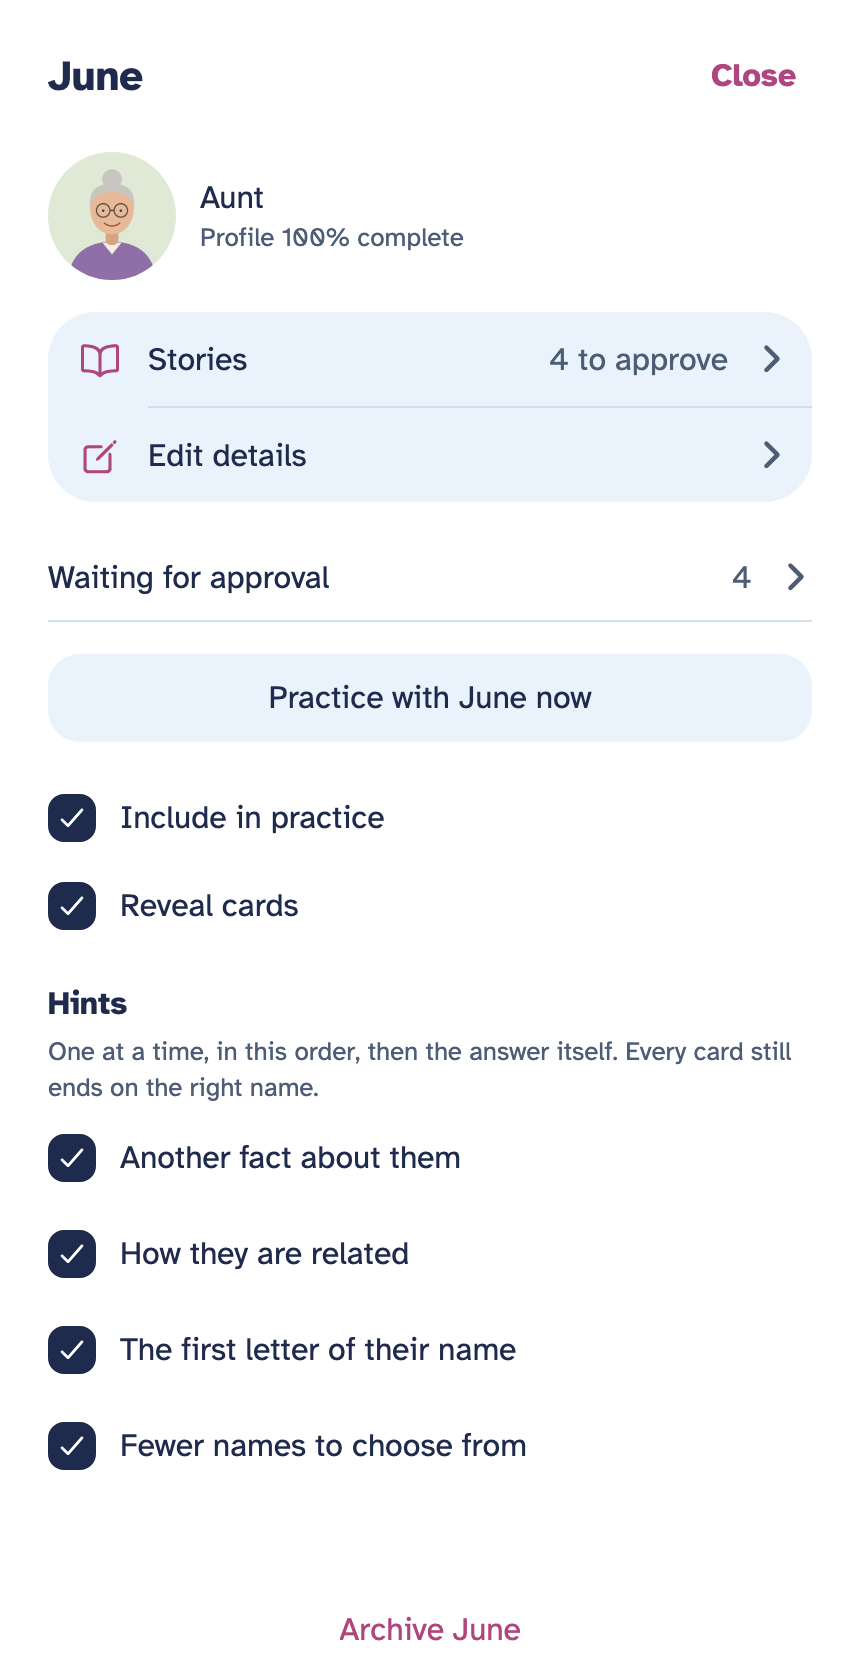 June
Close
Aunt
Profile 100% complete
Stories
4 to approve
Edit details
Waiting for approval
4
Practice with June now
Include in practice
Reveal cards
Hints
One at a time, in this order, then the answer itself. Every card still
ends on the right name.
Another fact about them
How they are related
The first letter of their name
Fewer names to choose from
Archive June